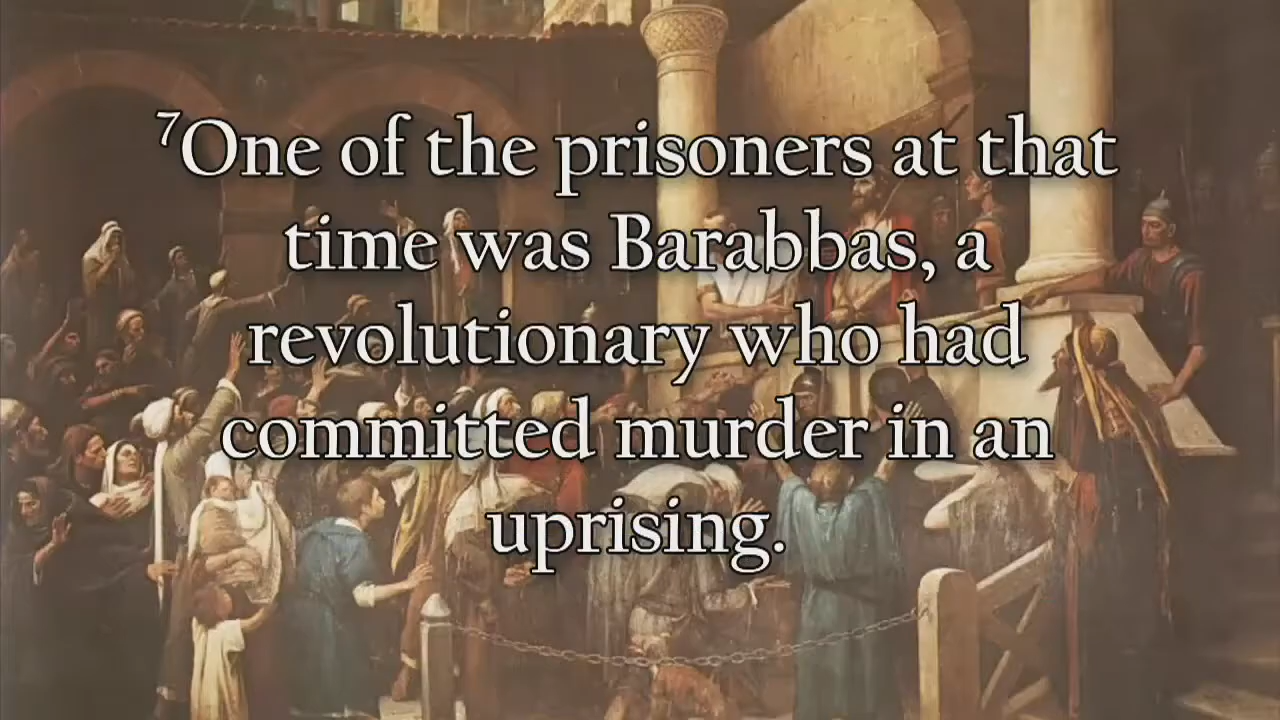 ⁷One of the prisoners at that
time was Barabbas, a
revolutionary who had
committed murder in an
uprising.